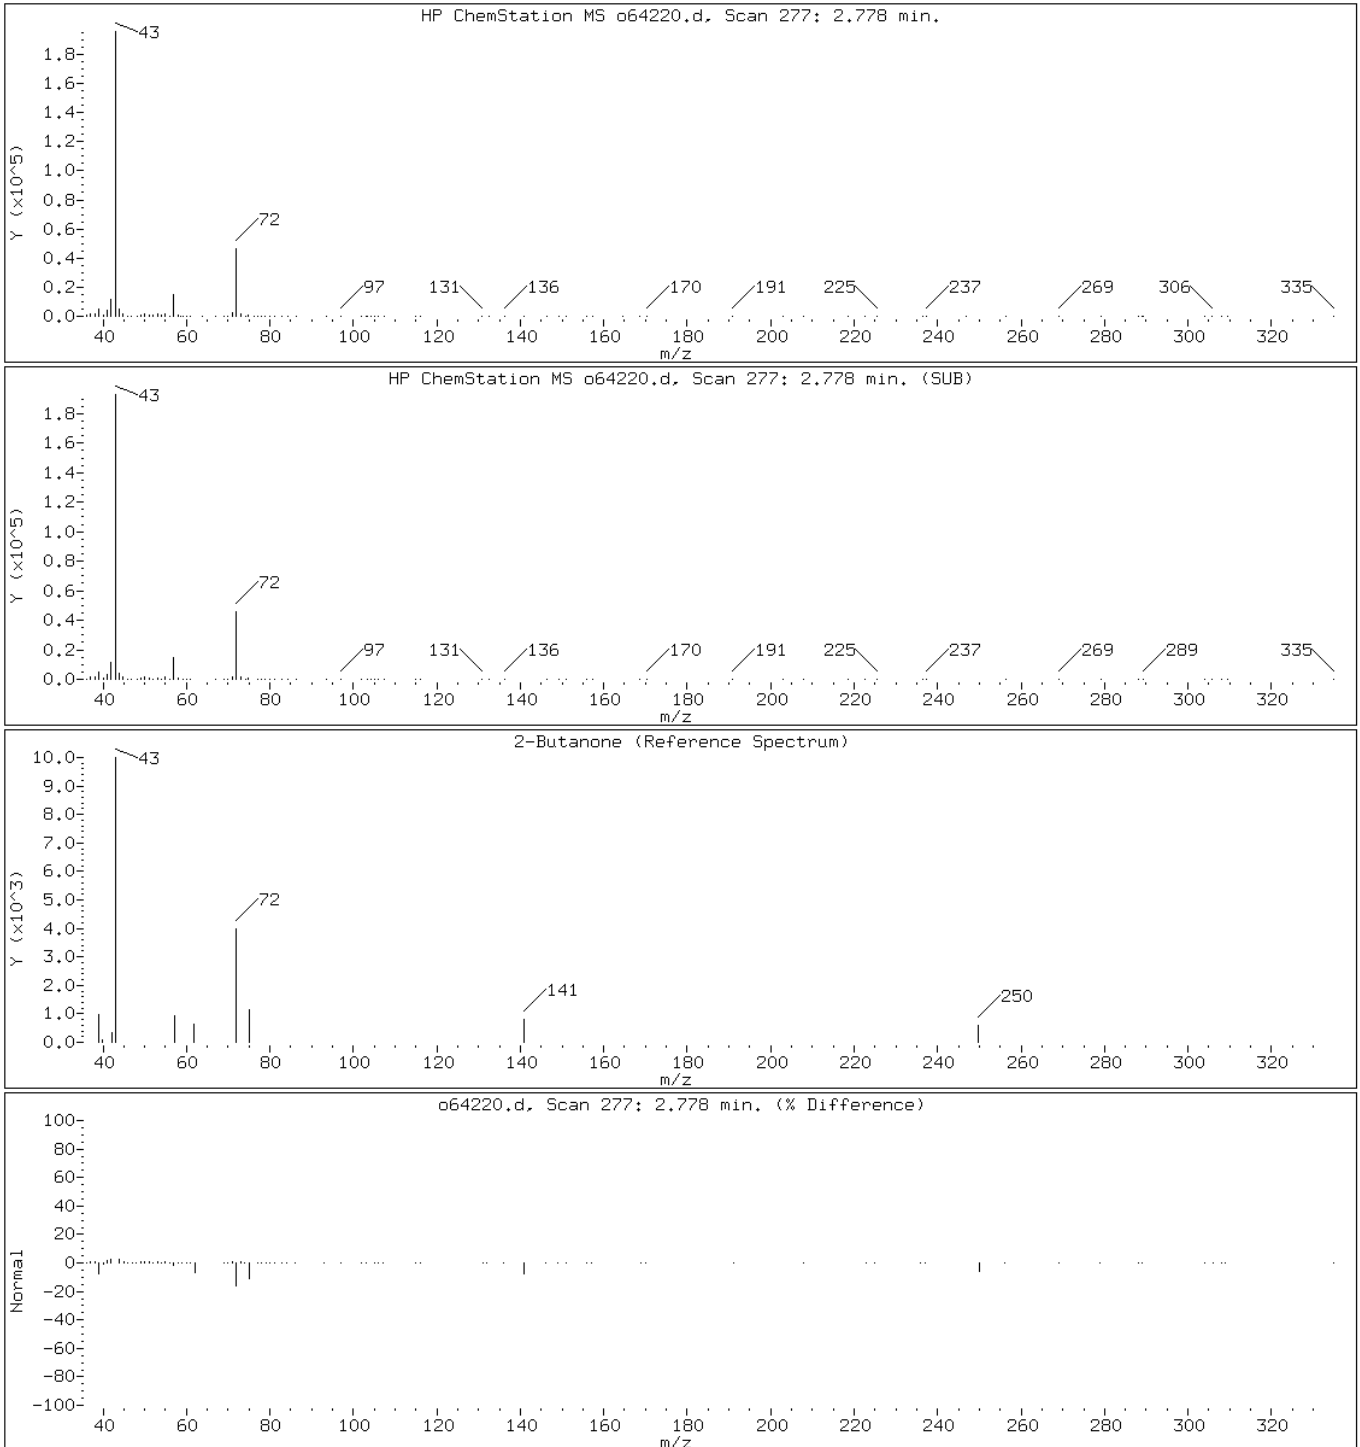 HP ChemStation MS o64220.d, Scan 277: 2.778 min.
Y (x10^5)
1.8
1.6
1.4
1.2
1.0
0.8
0.6
0.4
0.2
0.0
43
72
97 131 136 170 191 225 237 269 306 335
40 60 80 100 120 140 160 180 200 220 240 260 280 300 320
m/z
HP ChemStation MS o64220.d, Scan 277: 2.778 min. (SUB)
Y (x10^5)
1.8
1.6
1.4
1.2
1.0
0.8
0.6
0.4
0.2
0.0
43
72
97 131 136 170 191 225 237 269 289 335
40 60 80 100 120 140 160 180 200 220 240 260 280 300 320
m/z
2-Butanone (Reference Spectrum)
Y (x10^3)
10.0
9.0
8.0
7.0
6.0
5.0
4.0
3.0
2.0
1.0
0.0
43
72
141
250
40 60 80 100 120 140 160 180 200 220 240 260 280 300 320
m/z
o64220.d, Scan 277: 2.778 min. (% Difference)
Normal
100
80
60
40
20
0
-20
-40
-60
-80
-100
40 60 80 100 120 140 160 180 200 220 240 260 280 300 320
m/z